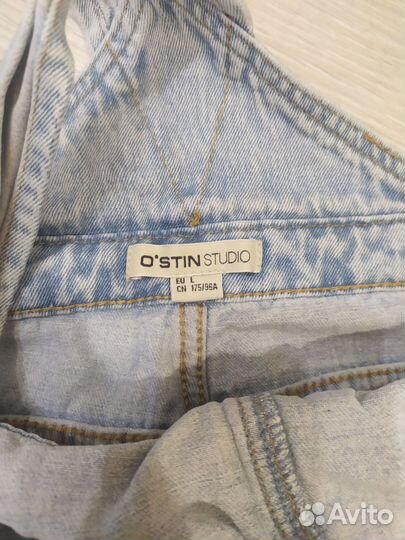 O'STIN STUDIO
EU L
CN 175/96A
Avito